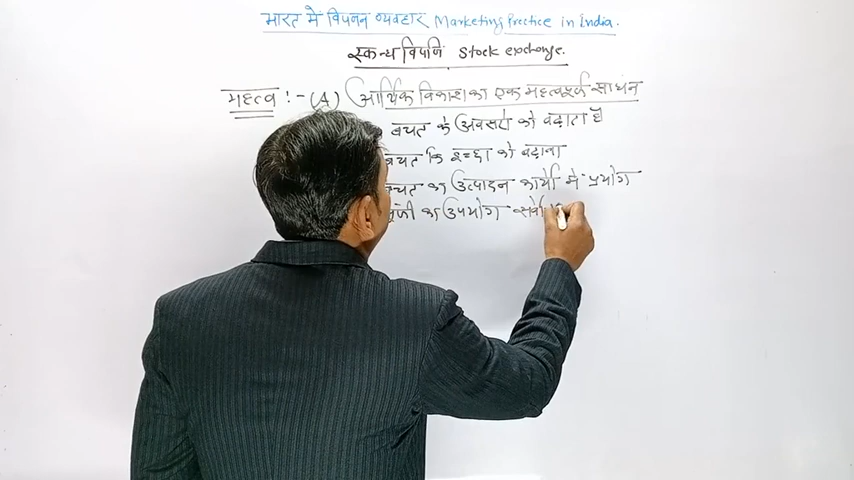 भारत में विपणन व्यवहार Marketing Prectice in India.
स्कन्ध विपणि Stock exchange.
महत्व :- (A) आर्थिक विकास का एक महत्वपूर्ण साधन
बचत के अवसरो को बढ़ाता है
बचत कि इच्छा को बढ़ाना
बचत का उत्पादन कार्यो मे प्रयोग
पूंजी का उपयोग